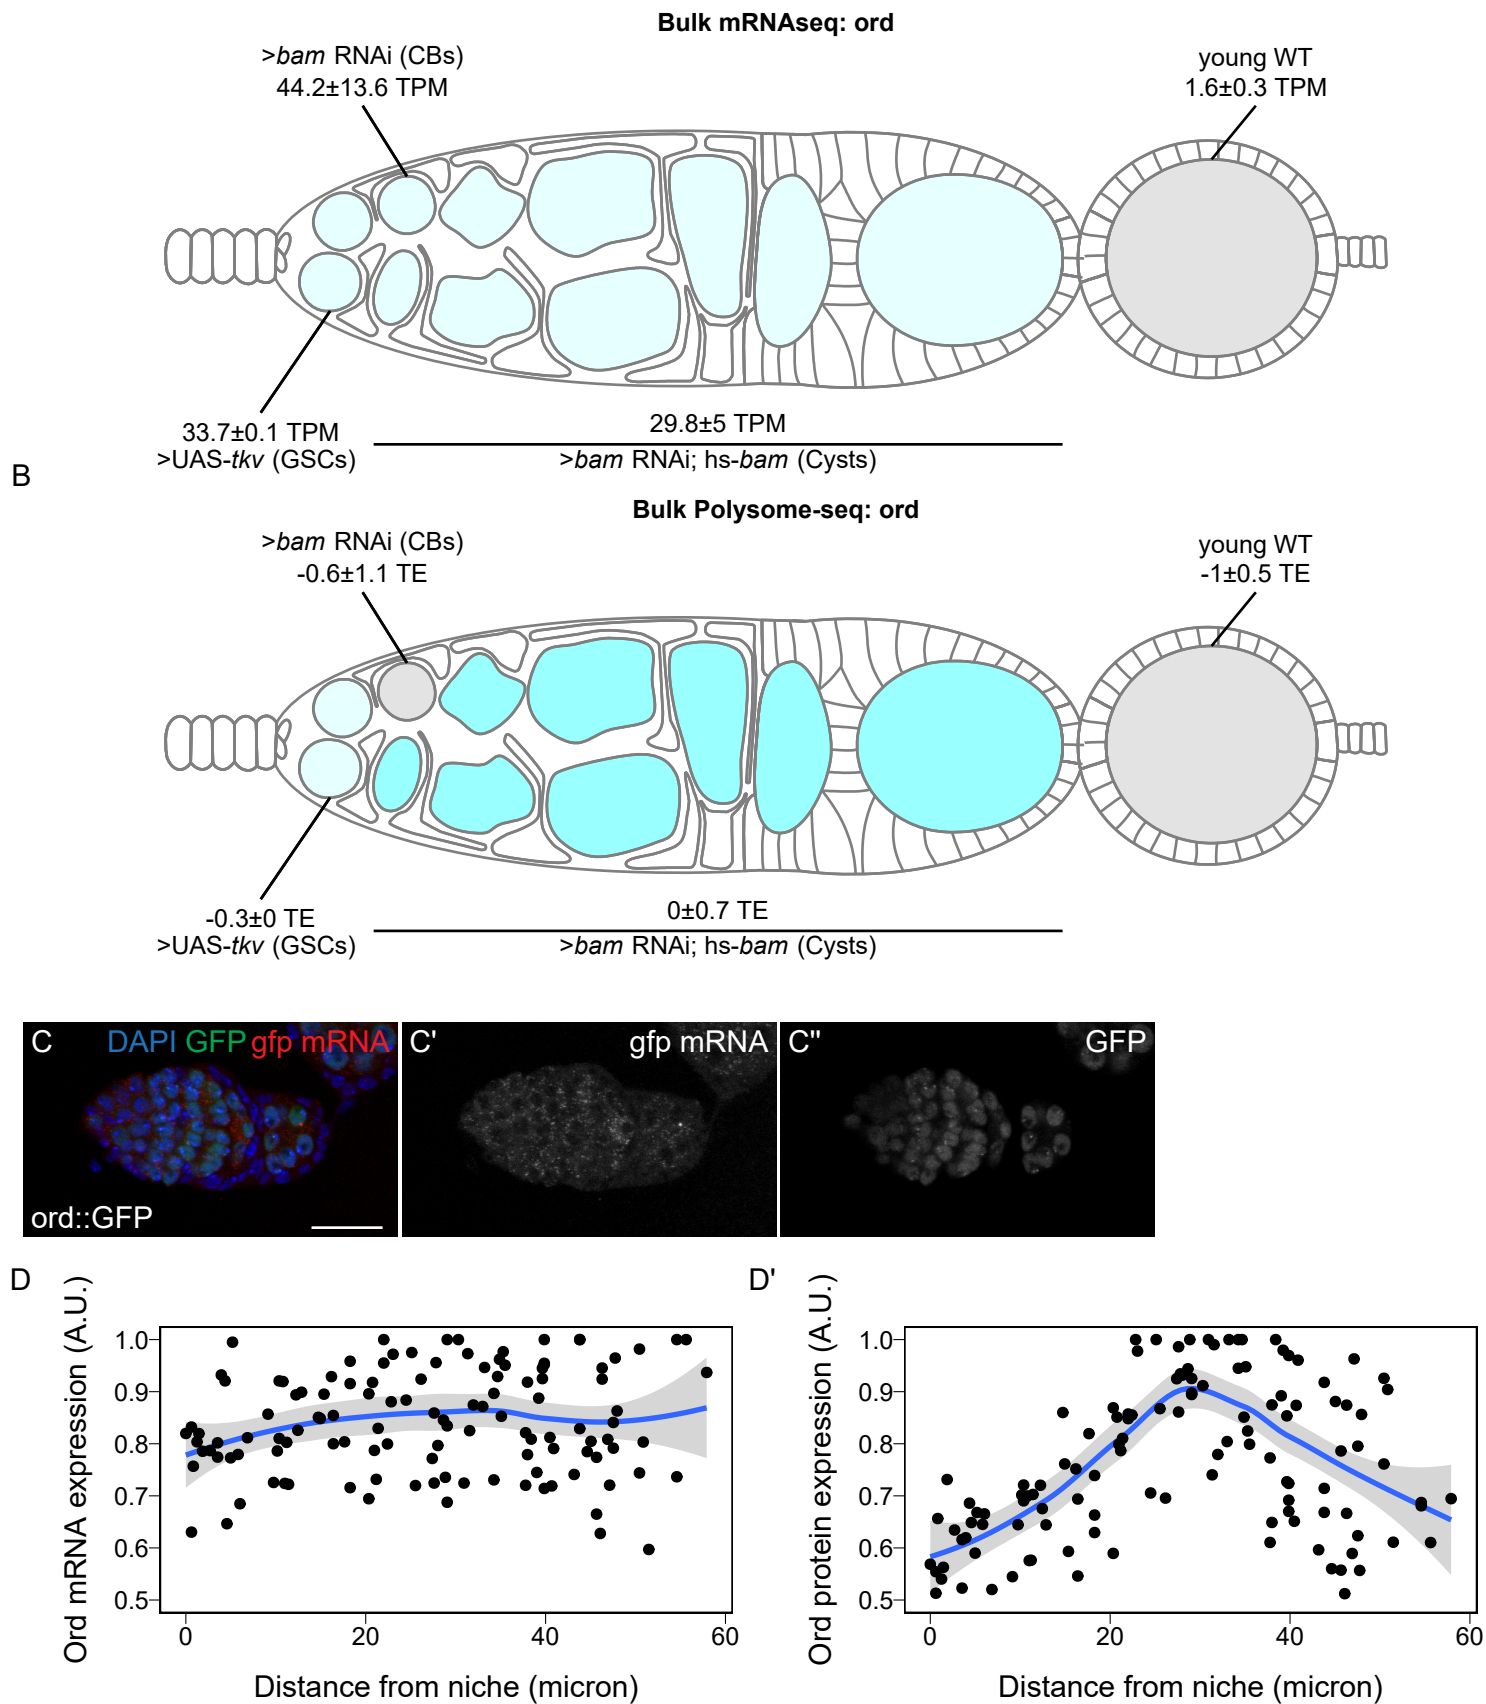 Bulk mRNAseq: ord
>bam RNAi (CBs)
44.2±13.6 TPM
young WT
1.6±0.3 TPM
33.7±0.1 TPM
>UAS-tkv (GSCs)
29.8±5 TPM
>bam RNAi; hs-bam (Cysts)
B
Bulk Polysome-seq: ord
>bam RNAi (CBs)
-0.6±1.1 TE
young WT
-1±0.5 TE
-0.3±0 TE
>UAS-tkv (GSCs)
0±0.7 TE
>bam RNAi; hs-bam (Cysts)
C DAPI GFP gfp mRNA
ord::GFP
C' gfp mRNA
C" GFP
D
Ord mRNA expression (A.U.)
1.0
0.9
0.8
0.7
0.6
0.5
0 20 40 60
Distance from niche (micron)
D'
Ord protein expression (A.U.)
1.0
0.9
0.8
0.7
0.6
0.5
0 20 40 60
Distance from niche (micron)